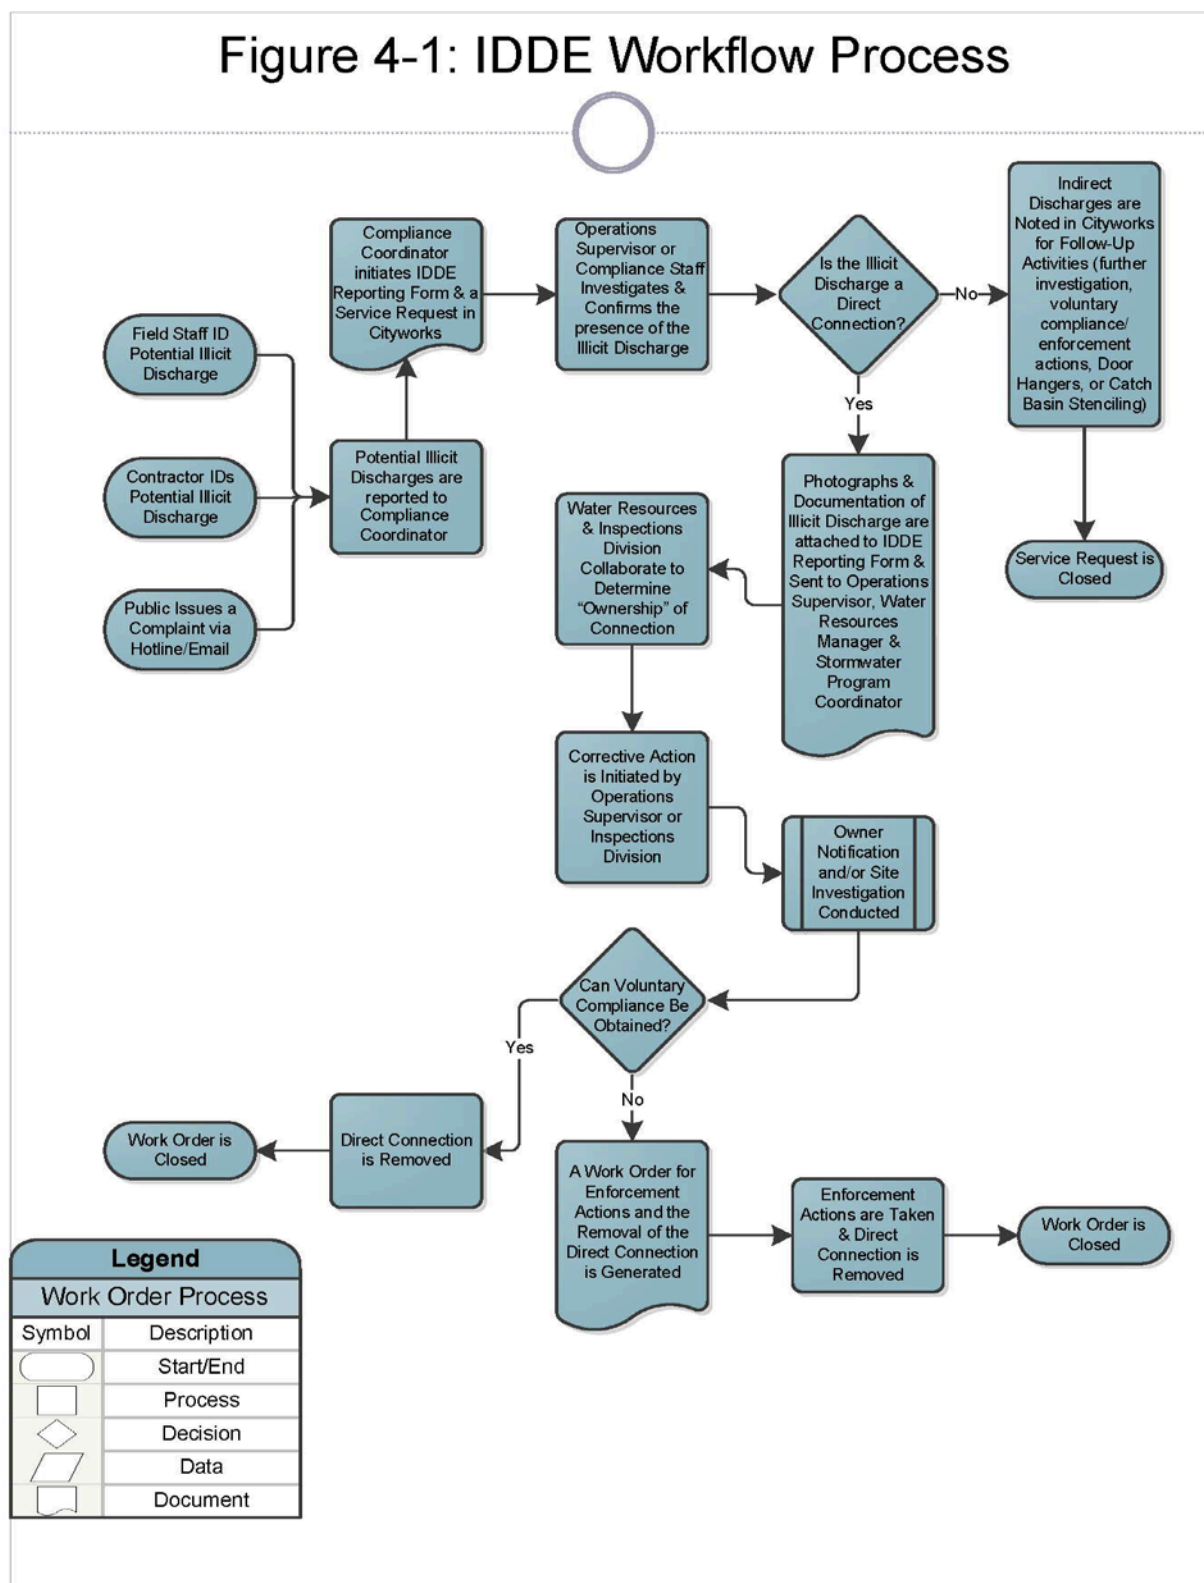 Figure 4-1: IDDE Workflow Process
Field Staff ID
Potential Illicit
Discharge
Contractor IDs
Potential Illicit
Discharge
Public Issues a
Complaint via
Hotline/Email
Potential Illicit
Discharges are
reported to
Compliance
Coordinator
Compliance
Coordinator
initiates IDDE
Reporting Form & a
Service Request in
Cityworks
Operations
Supervisor or
Compliance Staff
Investigates &
Confirms the
presence of the
Illicit Discharge
Is the Illicit
Discharge a
Direct
Connection?
No
Indirect
Discharges are
Noted in Cityworks
for Follow-Up
Activities (further
investigation,
voluntary
compliance/
enforcement
actions, Door
Hangers, or Catch
Basin Stenciling)
Service Request is
Closed
Yes
Photographs &
Documentation of
Illicit Discharge are
attached to IDDE
Reporting Form &
Sent to Operations
Supervisor, Water
Resources
Manager &
Stormwater
Program
Coordinator
Water Resources
& Inspections
Division
Collaborate to
Determine
“Ownership” of
Connection
Corrective Action
is Initiated by
Operations
Supervisor or
Inspections
Division
Owner
Notification
and/or Site
Investigation
Conducted
Can Voluntary
Compliance Be
Obtained?
Yes
Direct Connection
is Removed
Work Order is
Closed
No
A Work Order for
Enforcement
Actions and the
Removal of the
Direct Connection
is Generated
Enforcement
Actions are Taken
& Direct
Connection is
Removed
Work Order is
Closed
Legend
Work Order Process
Symbol Description
Start/End
Process
Decision
Data
Document